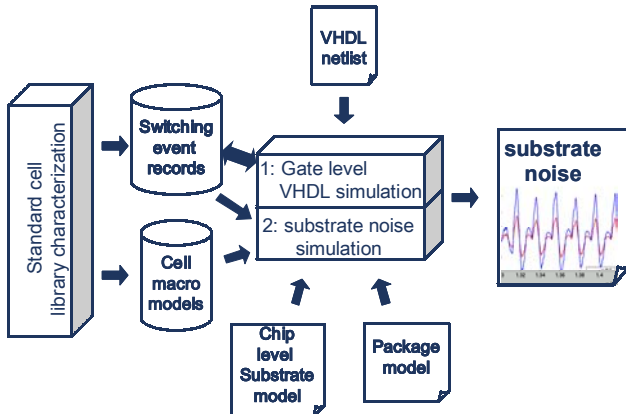 VHDL
netlist
Standard cell
library characterization
Switching
event
records
1: Gate level
VHDL simulation
2: substrate noise
simulation
substrate
noise
Cell
macro
models
Chip
level
Substrate
model
Package
model